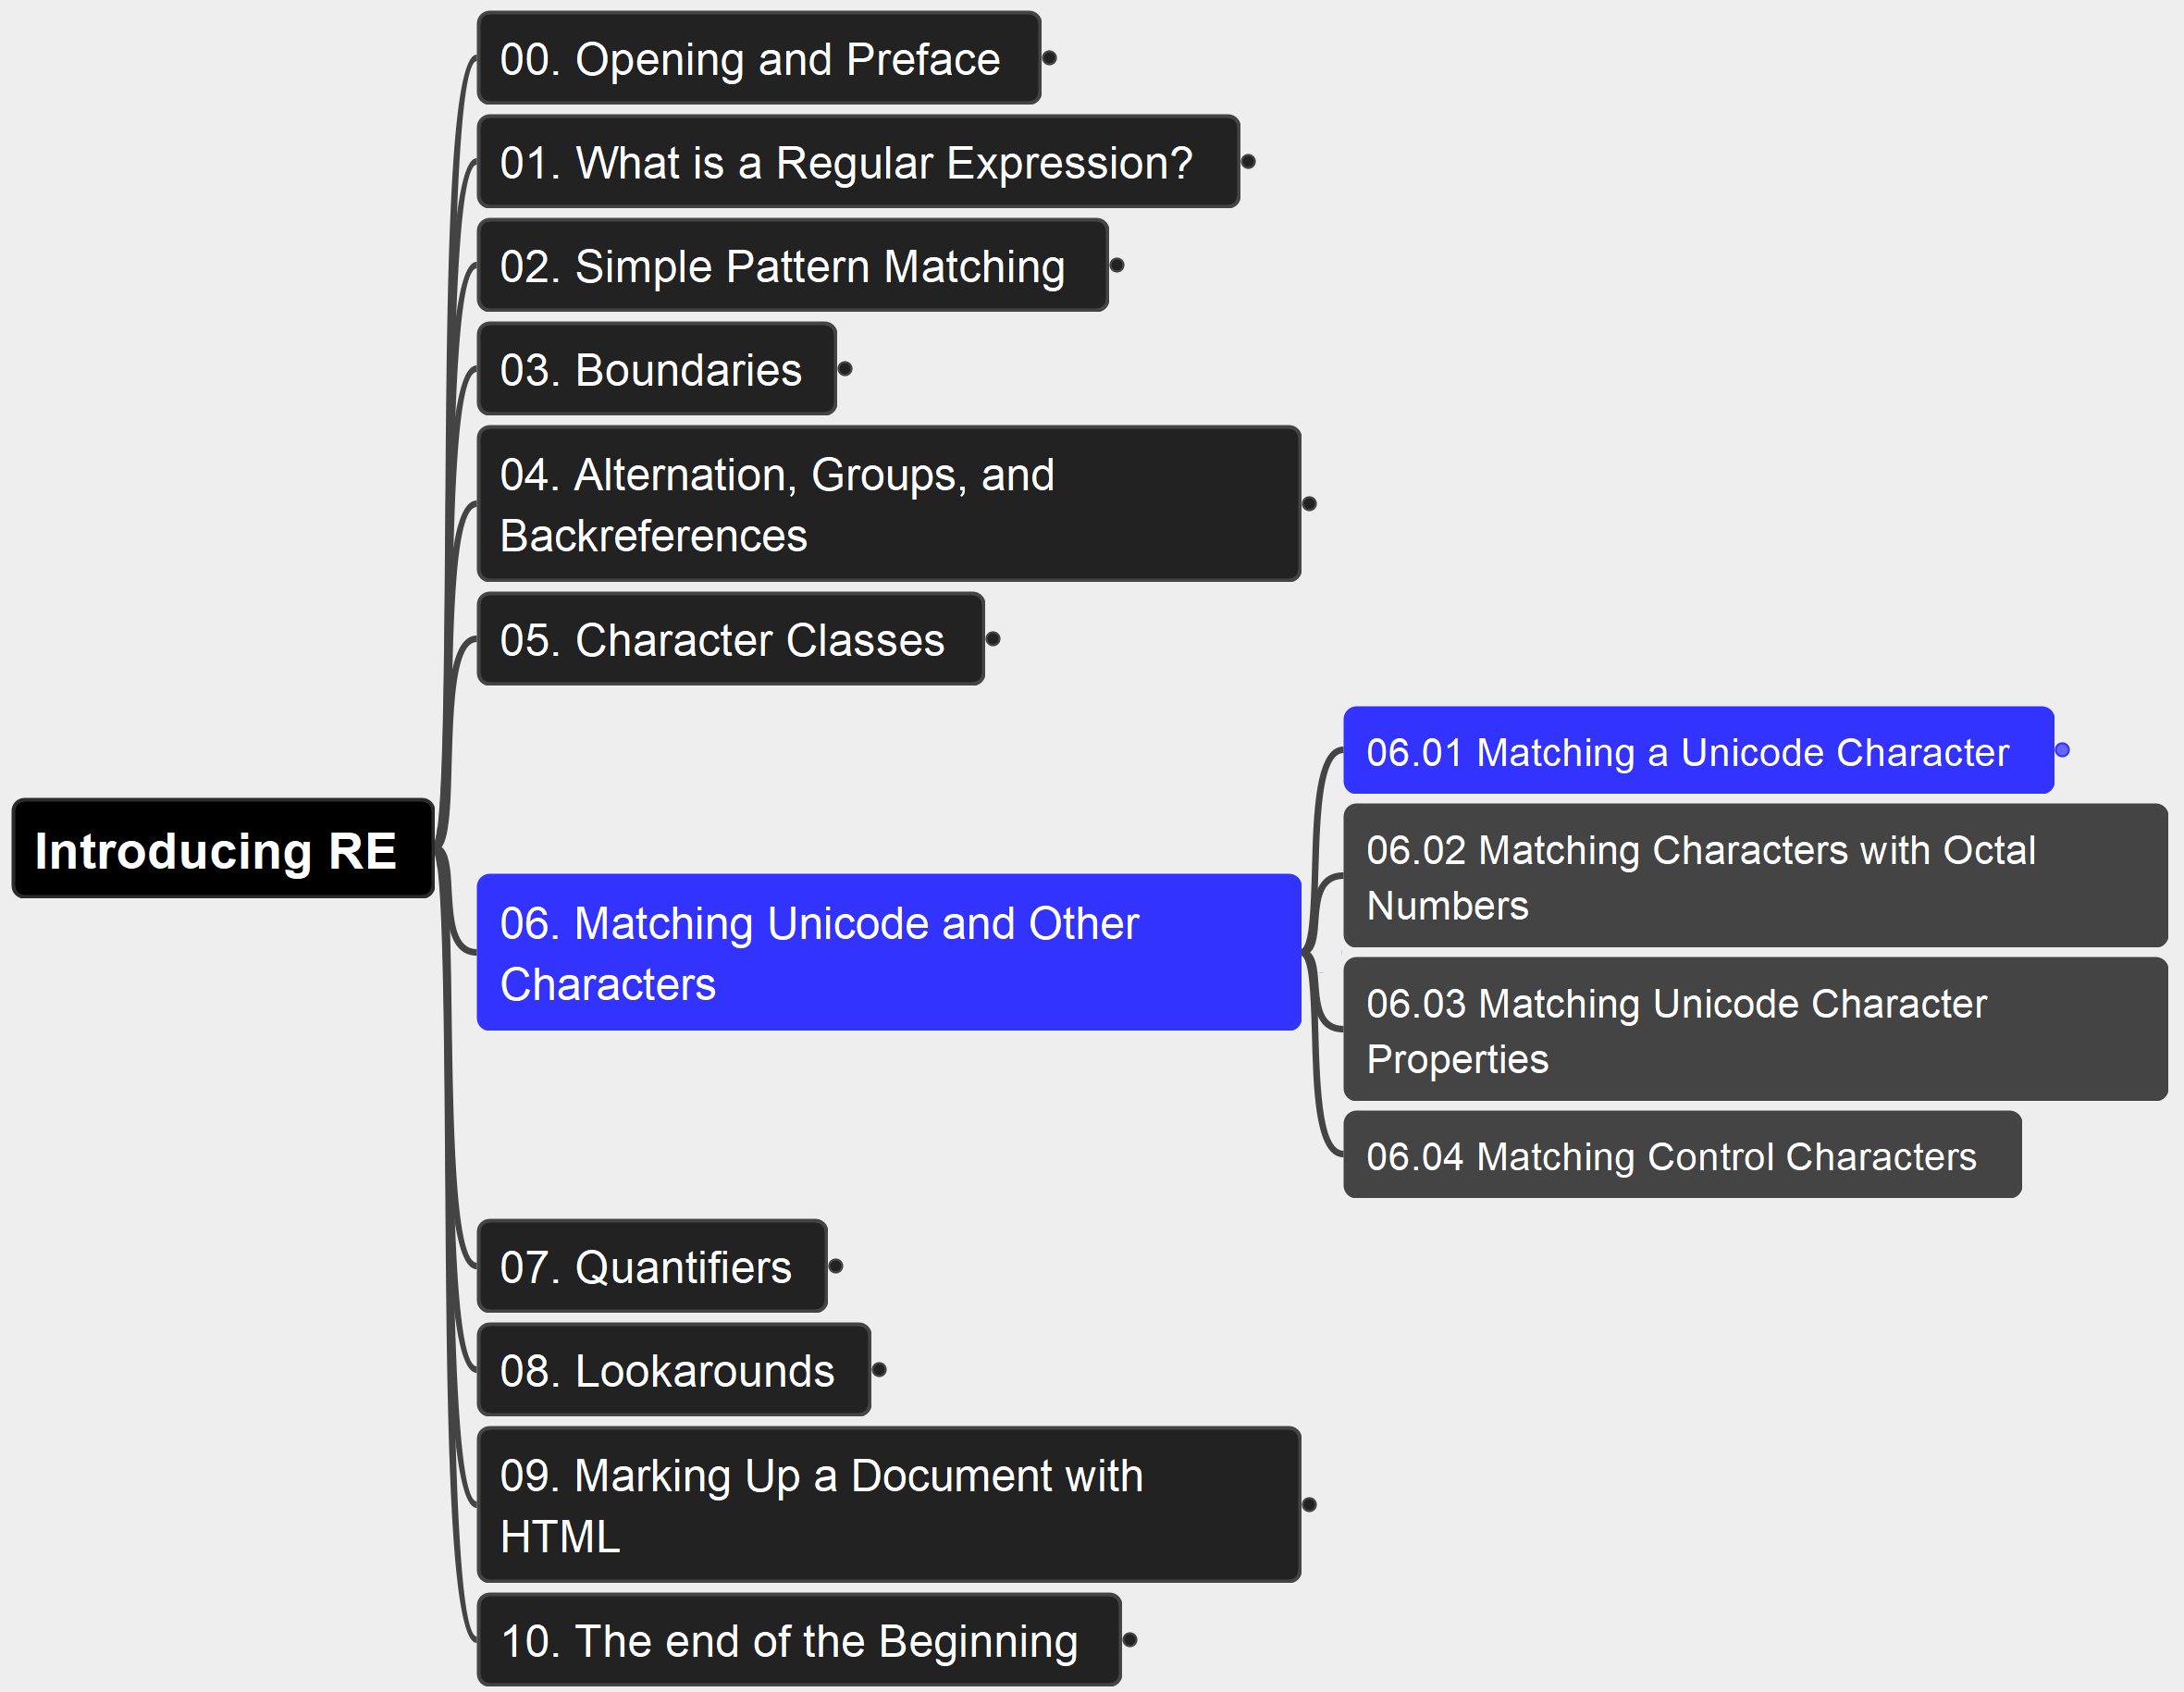 00. Opening and Preface
01. What is a Regular Expression?
02. Simple Pattern Matching
03. Boundaries
04. Alternation, Groups, and
Backreferences
05. Character Classes
Introducing RE
06. Matching Unicode and Other
Characters
06.01 Matching a Unicode Character
06.02 Matching Characters with Octal
Numbers
06.03 Matching Unicode Character
Properties
06.04 Matching Control Characters
07. Quantifiers
08. Lookarounds
09. Marking Up a Document with
HTML
10. The end of the Beginning